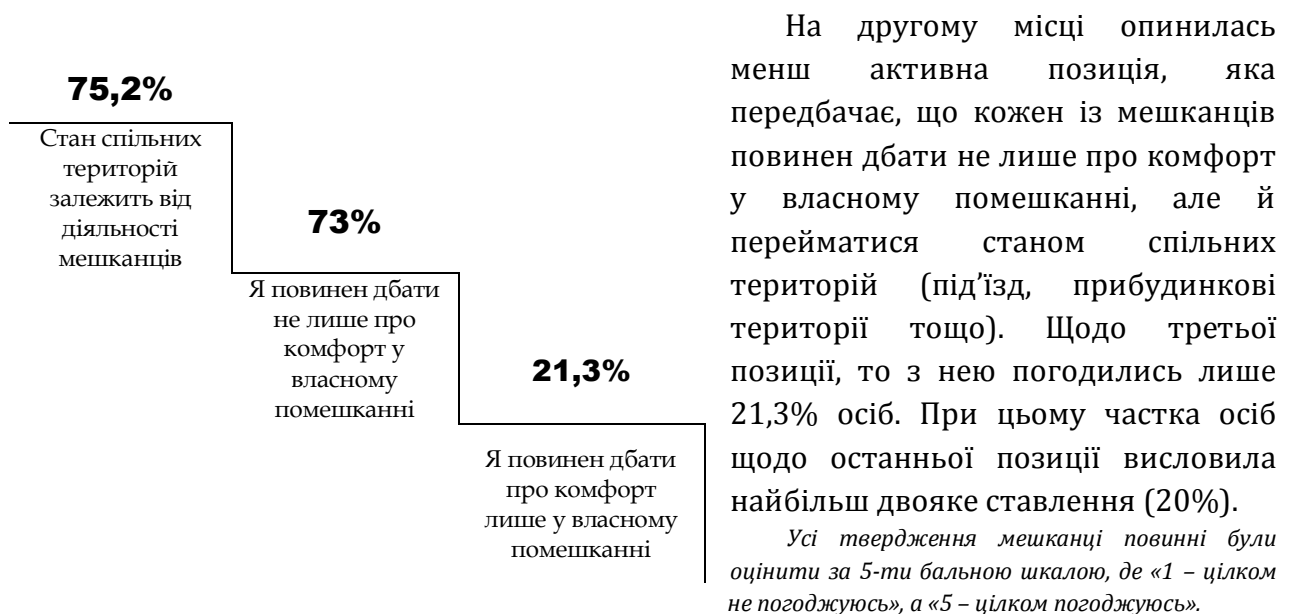 75,2%
Стан спільних
територій
залежить від
діяльності
мешканців
73%
Я повинен дбати
не лише про
комфорт у
власному
помешканні
21,3%
Я повинен дбати
про комфорт
лише у власному
помешканні
На другому місці опинилась
менш активна позиція, яка
передбачає, що кожен із мешканців
повинен дбати не лише про комфорт
у власному помешканні, але й
перейматися станом спільних
територій (під’їзд, прибудинкові
території тощо). Щодо третьої
позиції, то з нею погодились лише
21,3% осіб. При цьому частка осіб
щодо останньої позиції висловила
найбільш двояке ставлення (20%).
Усі твердження мешканці повинні були
оцінити за 5-ти бальною шкалою, де «1 – цілком
не погоджуюсь», а «5 – цілком погоджуюсь».